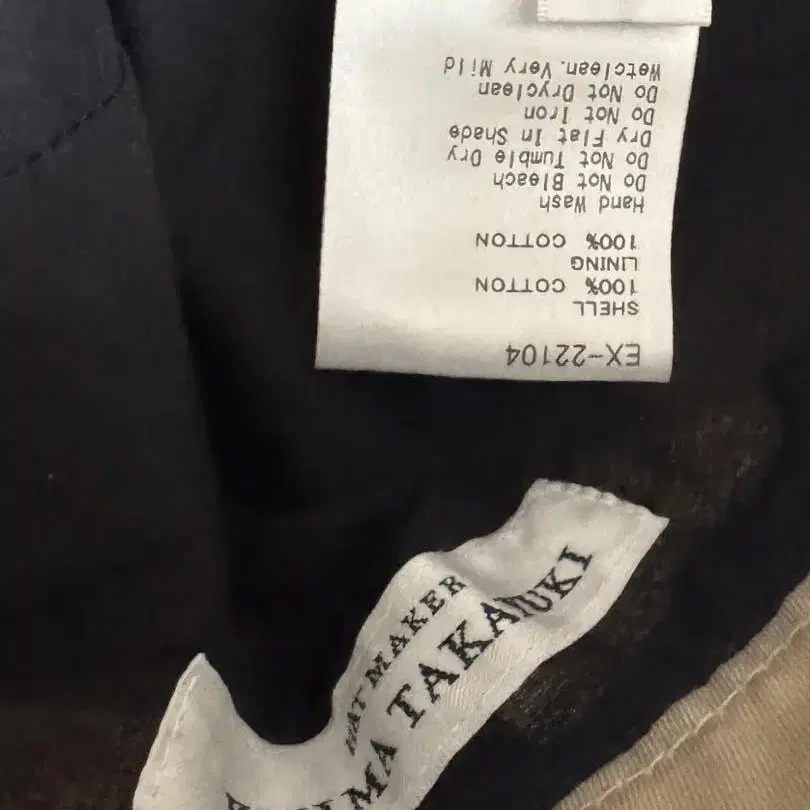 EX-22104
SHELL
100% COTTON
LINING
100% COTTON
Hand Wash
Do Not Bleach
Do Not Tumble Dry
Dry Flat In Shade
Do Not Iron
Do Not Dryclean
Wetclean. Very Mild
HAT MAKER
TAKAYUKI